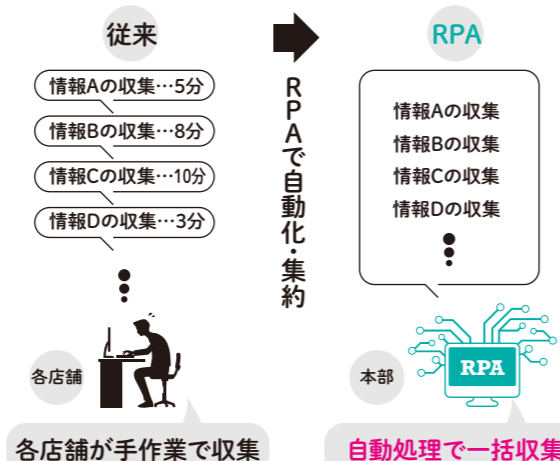 従来
情報Aの収集…5分
情報Bの収集…8分
情報Cの収集…10分
情報Dの収集…3分
各店舗
各店舗が手作業で収集
RPAで自動化・集約
RPA
情報Aの収集
情報Bの収集
情報Cの収集
情報Dの収集
本部
RPA
自動処理で一括収集